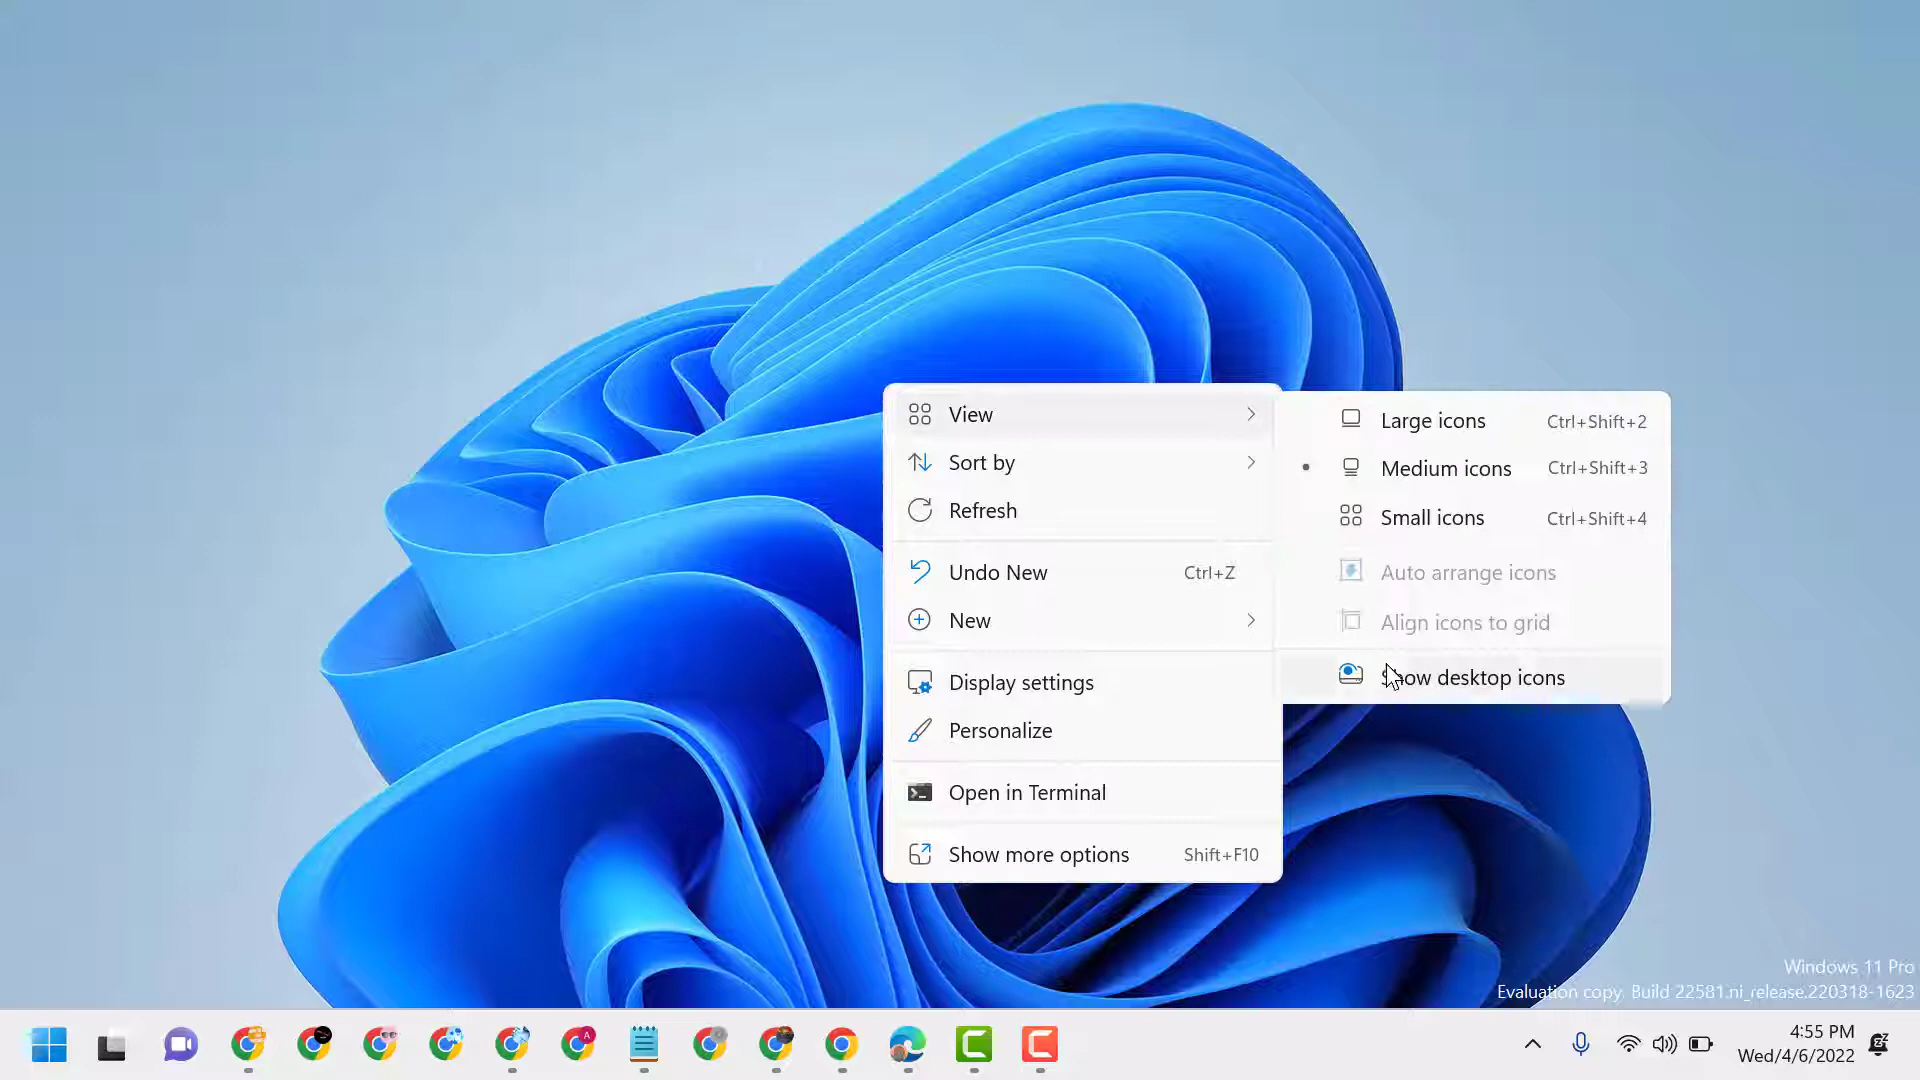 View
Sort by
Refresh
Undo New Ctrl+Z
New
Display settings
Personalize
Open in Terminal
Show more options Shift+F10
Large icons Ctrl+Shift+2
Medium icons Ctrl+Shift+3
Small icons Ctrl+Shift+4
Auto arrange icons
Align icons to grid
Show desktop icons
Windows 11 Pro
Evaluation copy. Build 22581.ni_release.220318-1623
4:55 PM
Wed/4/6/2022